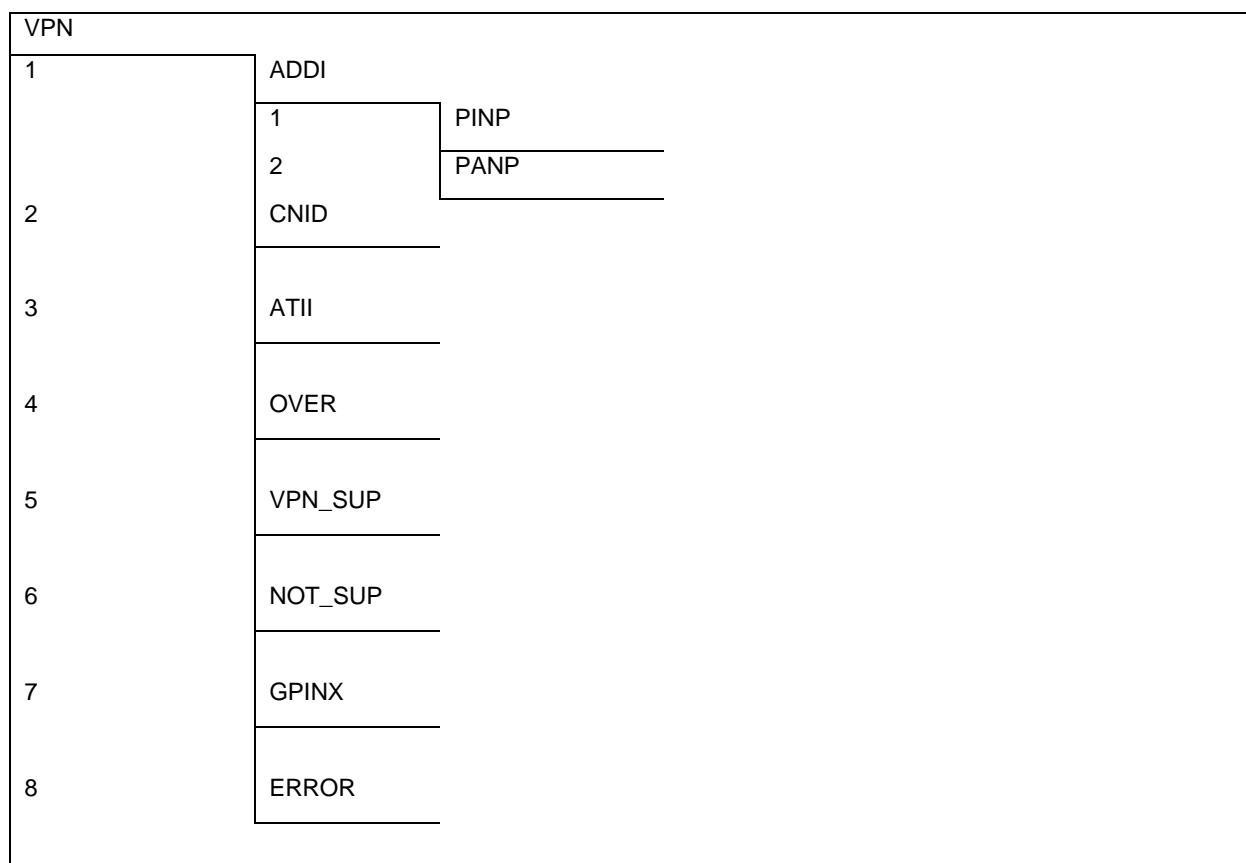 VPN
1 ADDI
1 PINP
2 PANP
2 CNID
3 ATII
4 OVER
5 VPN_SUP
6 NOT_SUP
7 GPINX
8 ERROR